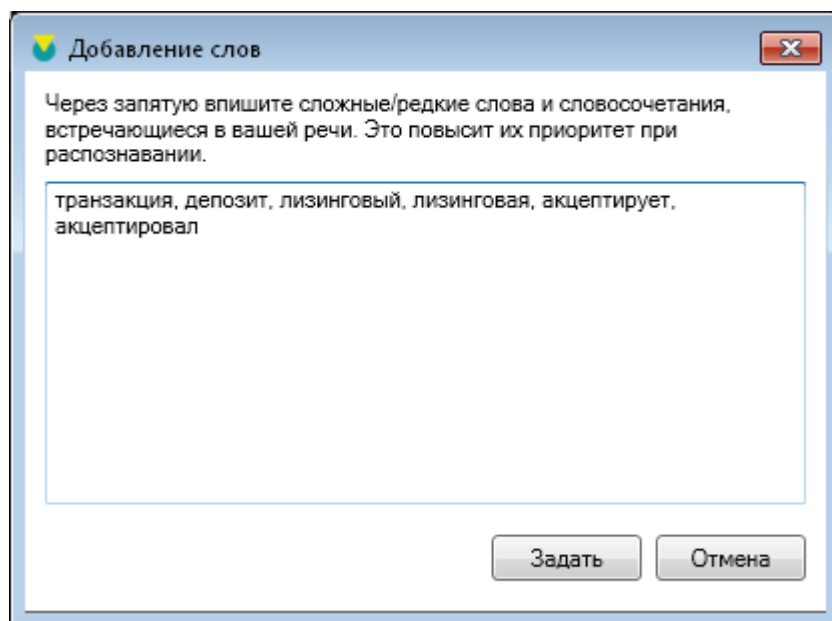 Добавление слов
Через запятую впишите сложные/редкие слова и словосочетания,
встречающиеся в вашей речи. Это повысит их приоритет при
распознавании.
транзакция, депозит, лизинговый, лизинговая, акцептирует,
акцептировал
Задать
Отмена